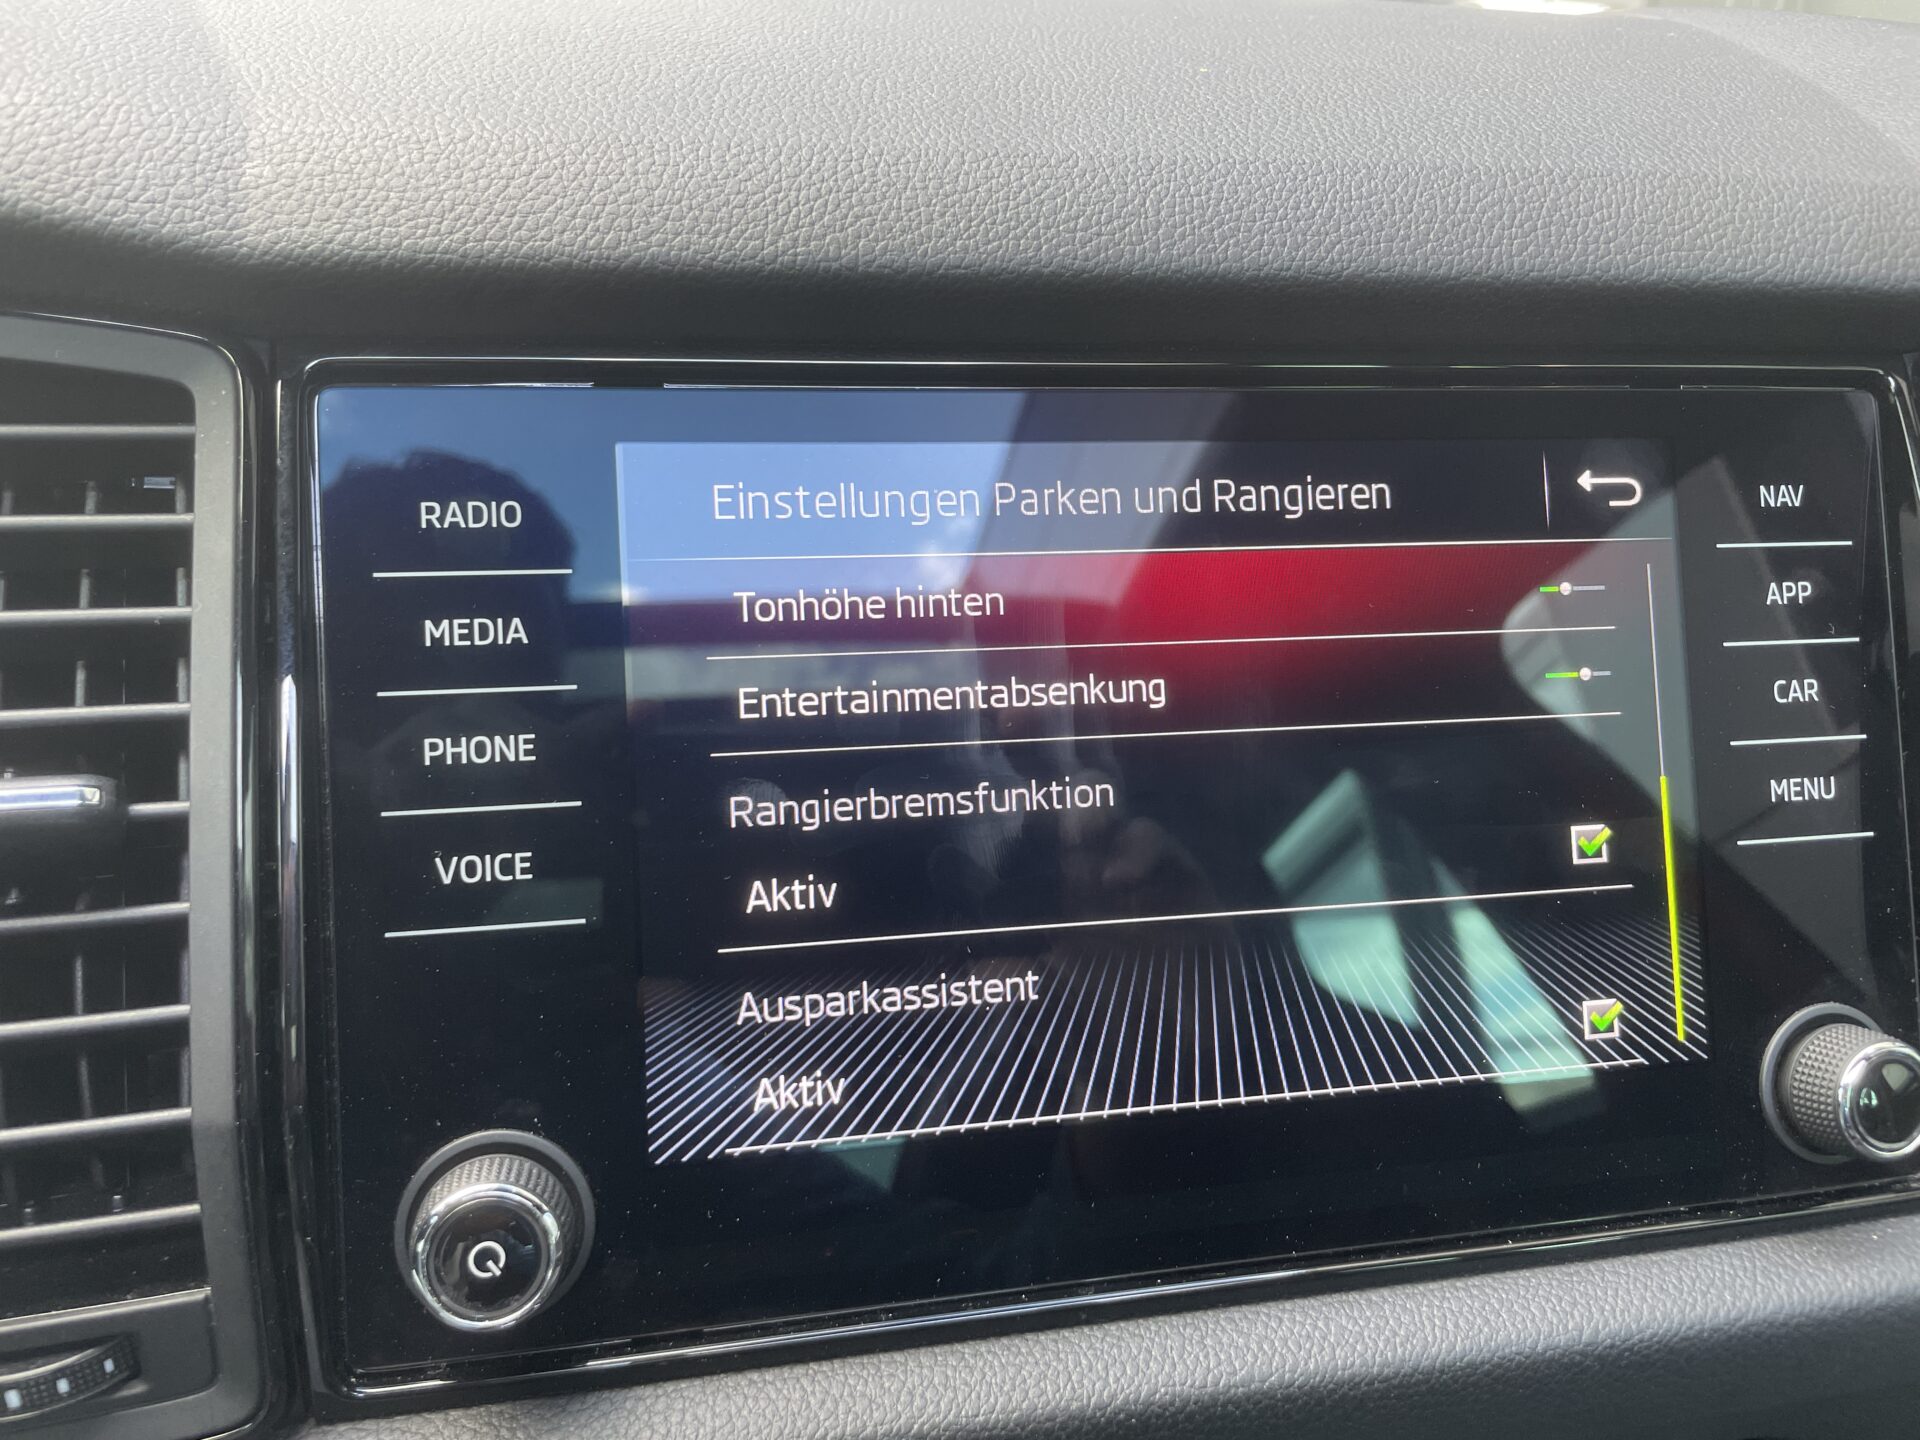 RADIO
MEDIA
PHONE
VOICE
Einstellungen Parken und Rangieren
Tonhöhe hinten
Entertainmentabsenkung
Rangierbremsfunktion
Aktiv
Ausparkassistent
Aktiv
NAV
APP
CAR
MENU